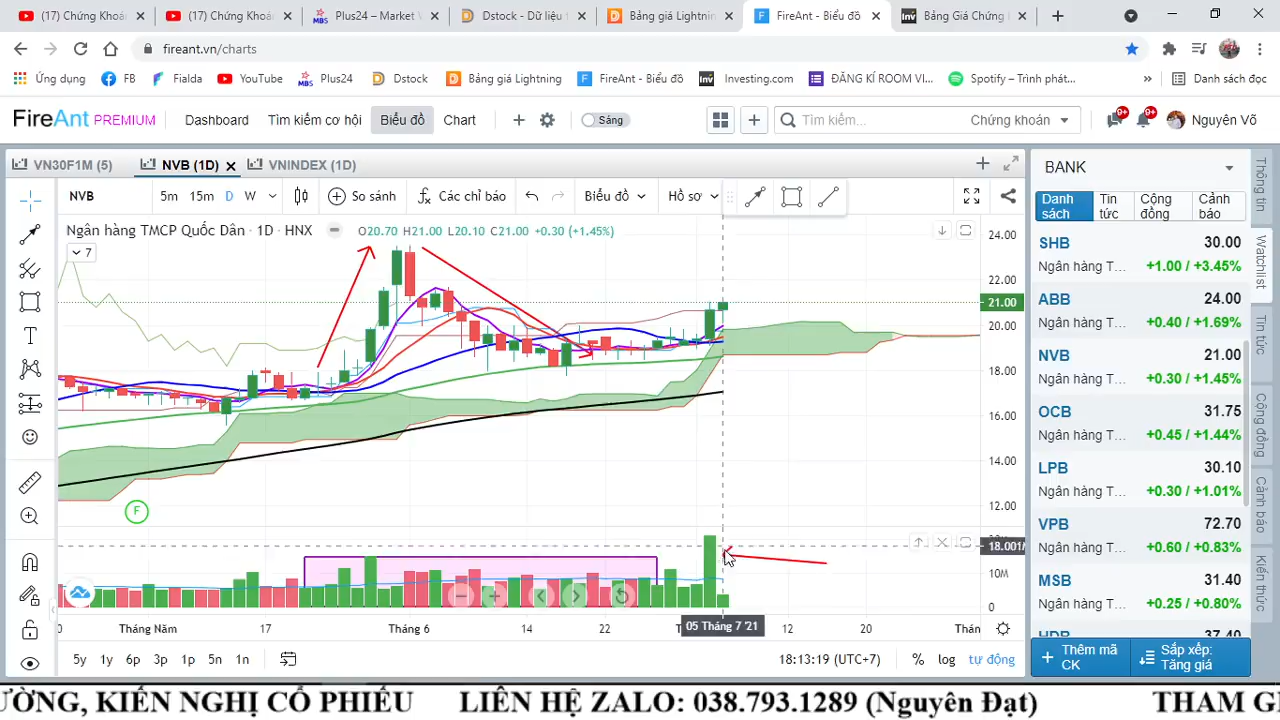 (17) Chứng Khoá
(17) Chứng Khoá
MBS Plus24 – Market
Dstock - Dữ liệu
Bảng giá Lightnin
FireAnt - Biểu đồ
Inv Bảng Giá Chứng
fireant.vn/charts
Ứng dụng
FB
Fialda
YouTube
MBS Plus24
Dstock
Bảng giá Lightning
FireAnt - Biểu đồ
Inv Investing.com
ĐĂNG KÍ ROOM VI...
Spotify – Trình phát...
»
Danh sách đọc
FireAnt PREMIUM
Dashboard
Tìm kiếm cơ hội
Biểu đồ
Chart
Sáng
Tìm kiếm...
Chứng khoán
9+
9+
Nguyên Võ
VN30F1M (5)
NVB (1D)
VNINDEX (1D)
NVB
5m
15m
D
W
So sánh
Các chỉ báo
Biểu đồ
Hồ sơ
Ngân hàng TMCP Quốc Dân · 1D · HNX
O20.70 H21.00 L20.10 C21.00 +0.30 (+1.45%)
7
24.00
22.00
21.00
20.00
18.00
16.00
14.00
12.00
18.001M
10M
0
F
Tháng Năm
17
Tháng 6
14
22
05 Tháng 7 '21
12
20
Thán
5y
1y
6p
3p
1p
5n
1n
18:13:19 (UTC+7)
%
log
tự động
BANK
Danh sách
Tin tức
Cộng đồng
Cảnh báo
SHB 30.00
Ngân hàng T... +1.00 / +3.45%
ABB 24.00
Ngân hàng T... +0.40 / +1.69%
NVB 21.00
Ngân hàng T... +0.30 / +1.45%
OCB 31.75
Ngân hàng T... +0.45 / +1.44%
LPB 30.10
Ngân hàng T... +0.30 / +1.01%
VPB 72.70
Ngân hàng T... +0.60 / +0.83%
MSB 31.40
Ngân hàng T... +0.25 / +0.80%
HDB 37.40
Thêm mã CK
Sắp xếp: Tăng giá
Thông tin
Watchlist
Tin tức
Cộng đồng
Cảnh báo
Kiến thức
ƯỜNG, KIẾN NGHỊ CỔ PHIẾU LIÊN HỆ ZALO: 038.793.1289 (Nguyên Đạt) THAM GI